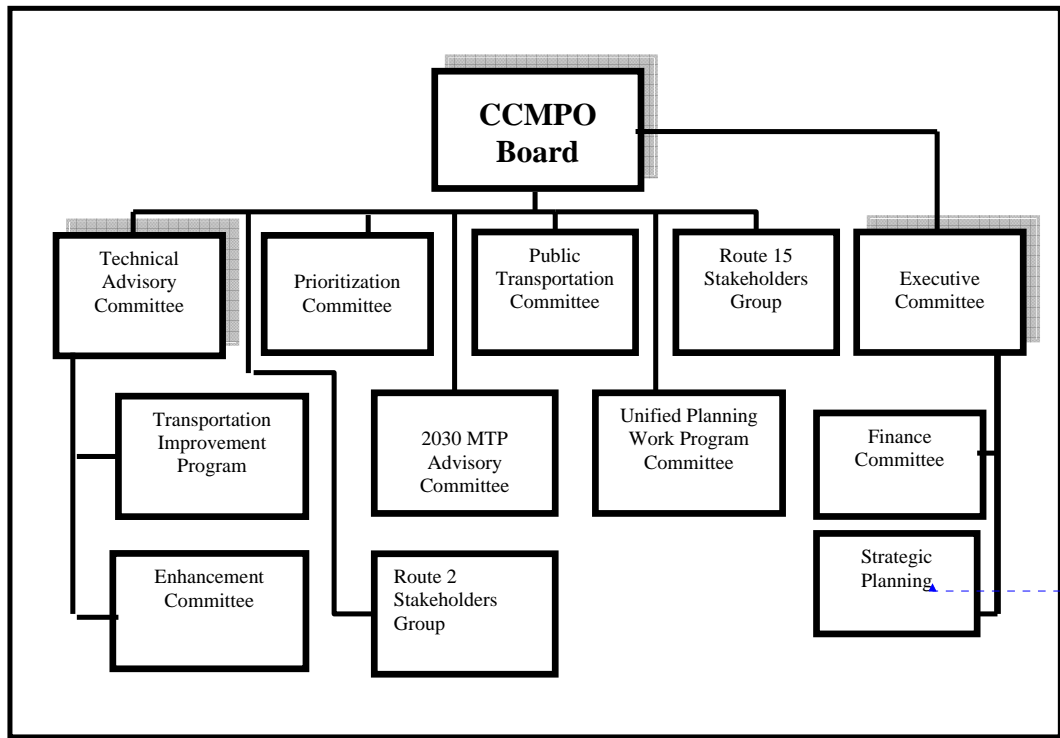 CCMPO
Board
Technical
Advisory
Committee
Prioritization
Committee
Public
Transportation
Committee
Route 15
Stakeholders
Group
Executive
Committee
Transportation
Improvement
Program
2030 MTP
Advisory
Committee
Unified Planning
Work Program
Committee
Finance
Committee
Enhancement
Committee
Route 2
Stakeholders
Group
Strategic
Planning